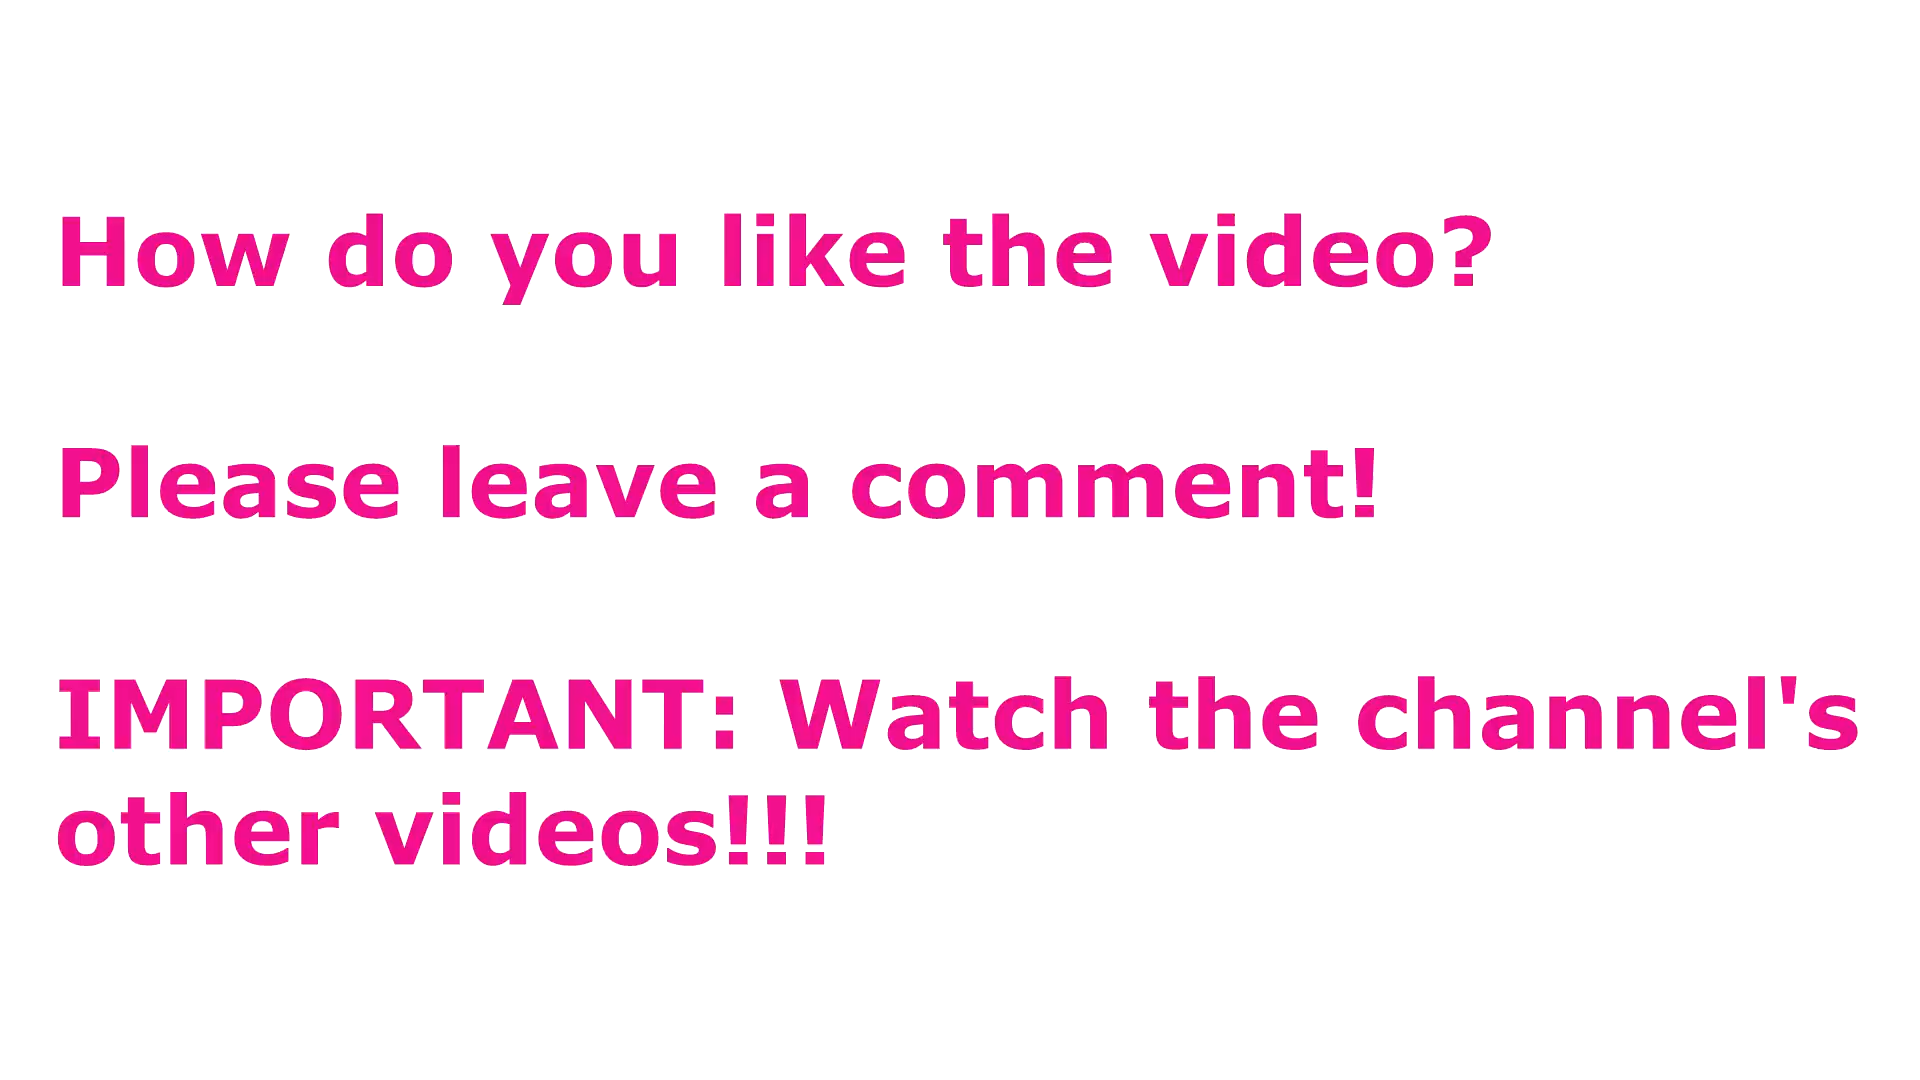 How do you like the video?
Please leave a comment!
IMPORTANT: Watch the channel's
other videos!!!